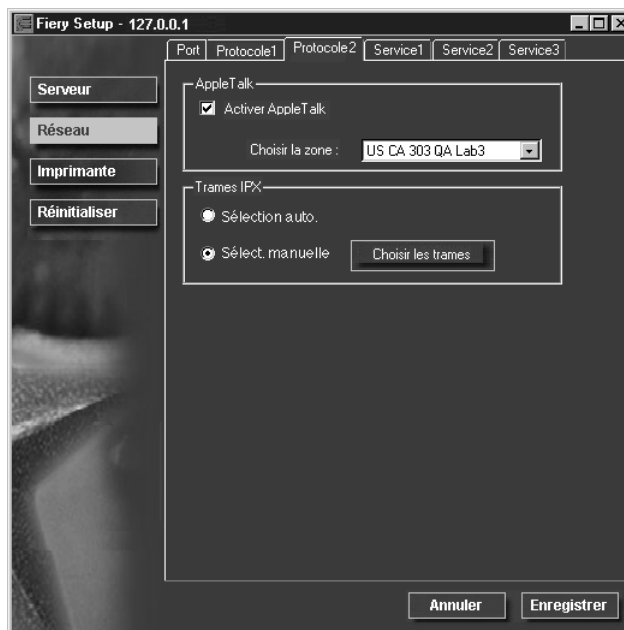 Fiery Setup - 127.0.0.1
Port Protocole1 Protocole2 Service1 Service2 Service3
Serveur
Réseau
Imprimante
Réinitialiser
AppleTalk
Activer AppleTalk
Choisir la zone : US CA 303 QA Lab3
Trames IPX
Sélection auto.
Sélect. manuelle Choisir les trames
Annuler Enregistrer